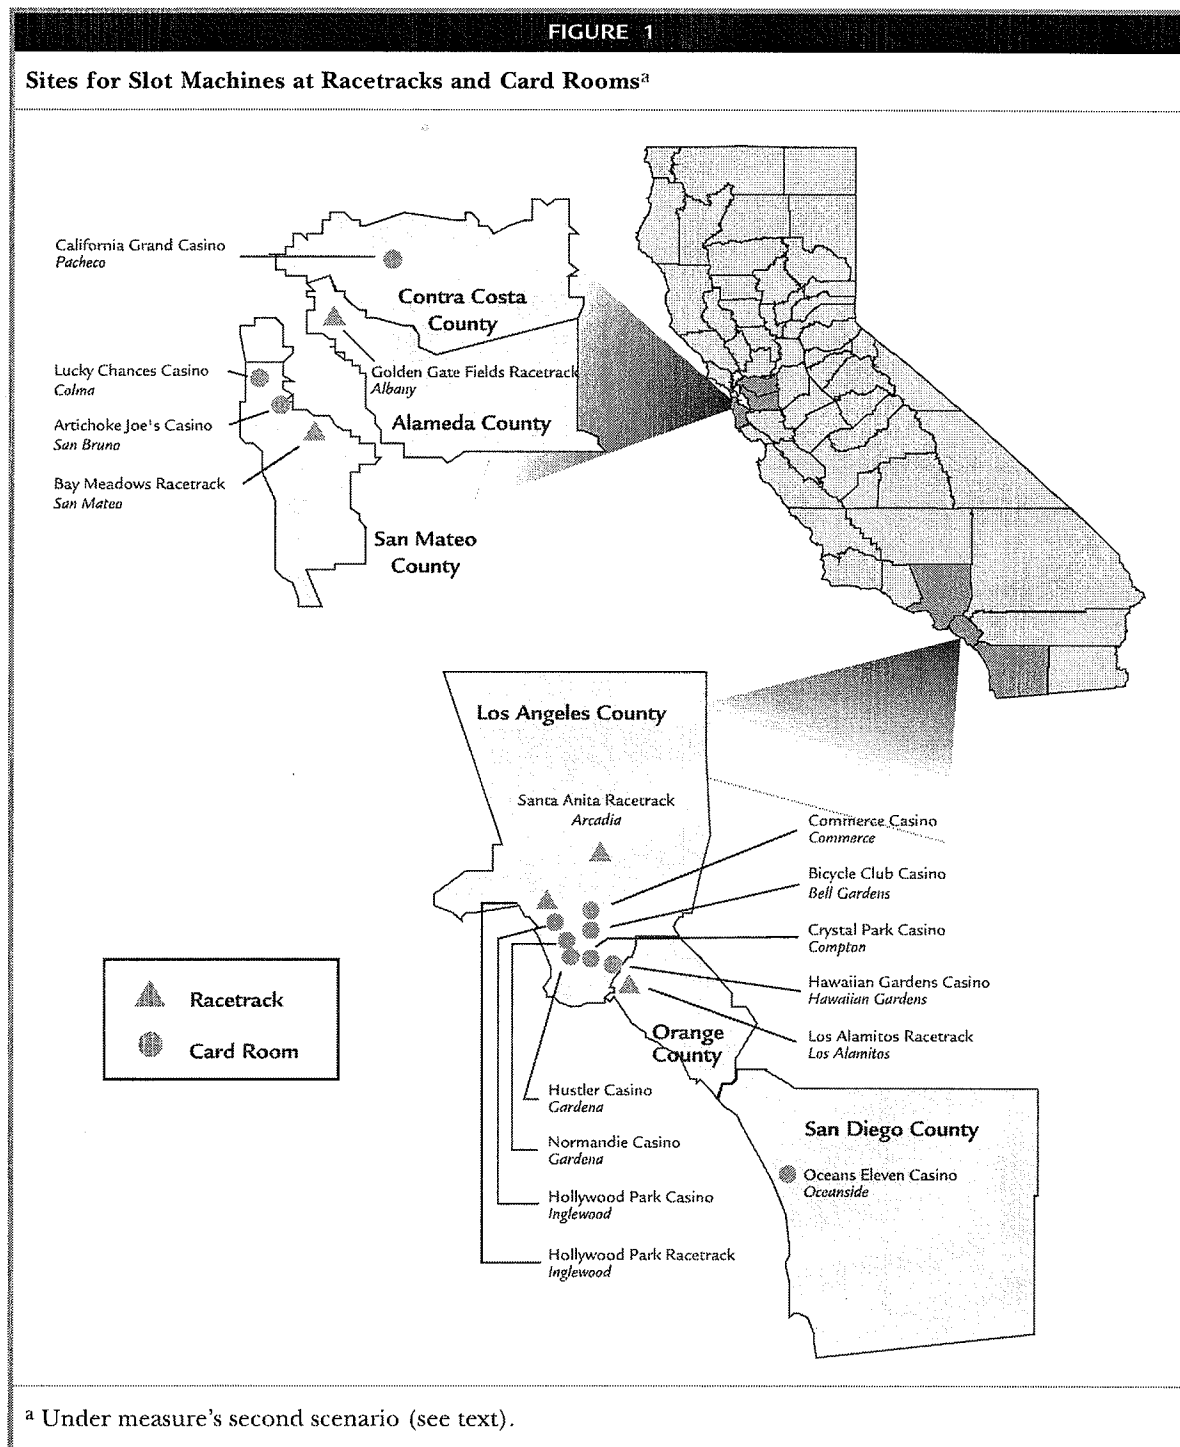 FIGURE 1
Sites for Slot Machines at Racetracks and Card Roomsa
California Grand Casino
Pacheco
Contra Costa
County
Lucky Chances Casino
Colma
Golden Gate Fields Racetrack
Albany
Artichoke Joe's Casino
San Bruno
Alameda County
Bay Meadows Racetrack
San Mateo
San Mateo
County
Los Angeles County
Santa Anita Racetrack
Arcadia
Commerce Casino
Commerce
Bicycle Club Casino
Bell Gardens
Crystal Park Casino
Compton
Hawaiian Gardens Casino
Hawaiian Gardens
Los Alamitos Racetrack
Los Alamitos
Racetrack
Card Room
Orange
County
Hustler Casino
Gardena
Normandie Casino
Gardena
Hollywood Park Casino
Inglewood
Hollywood Park Racetrack
Inglewood
San Diego County
Oceans Eleven Casino
Oceanside
a Under measure's second scenario (see text).